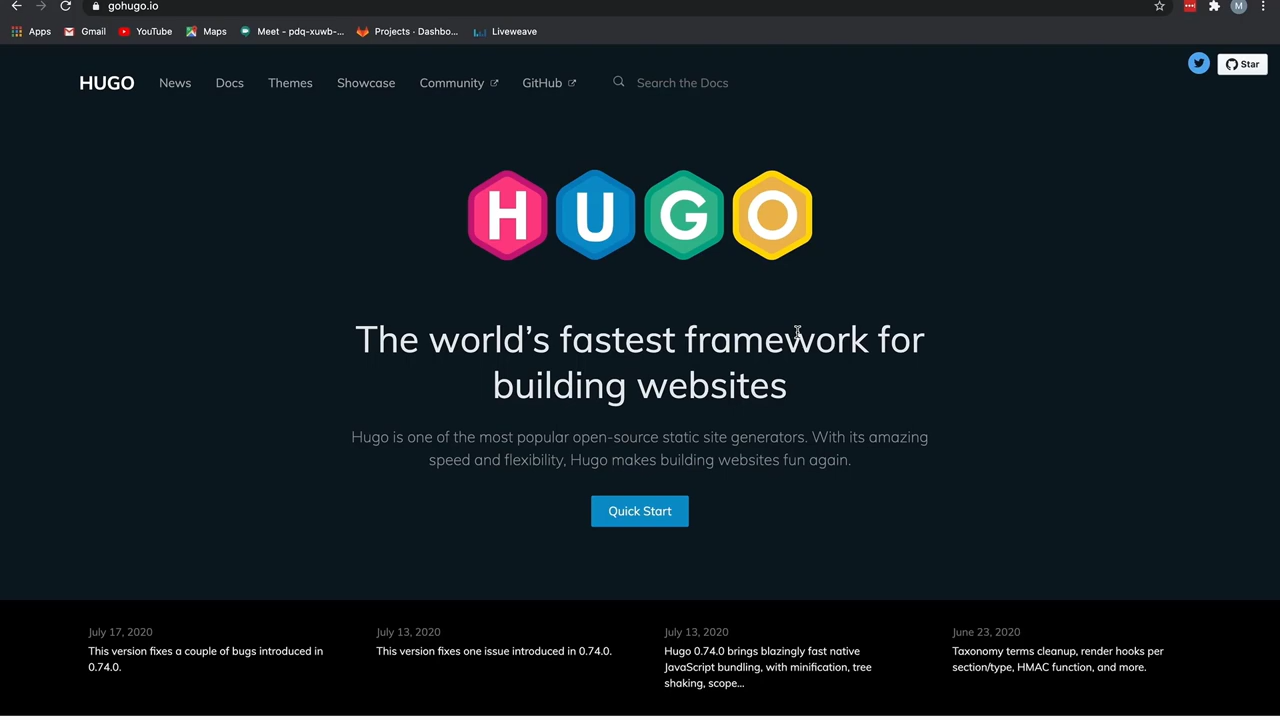 gohugo.io
Apps Gmail YouTube Maps Meet - pdq-xuwb-... Projects · Dashbo... Liveweave
M
HUGO News Docs Themes Showcase Community GitHub Search the Docs
Star
HUGO
The world's fastest framework for
building websites
Hugo is one of the most popular open-source static site generators. With its amazing
speed and flexibility, Hugo makes building websites fun again.
Quick Start
July 17, 2020
This version fixes a couple of bugs introduced in
0.74.0.
July 13, 2020
This version fixes one issue introduced in 0.74.0.
July 13, 2020
Hugo 0.74.0 brings blazingly fast native
JavaScript bundling, with minification, tree
shaking, scope...
June 23, 2020
Taxonomy terms cleanup, render hooks per
section/type, HMAC function, and more.